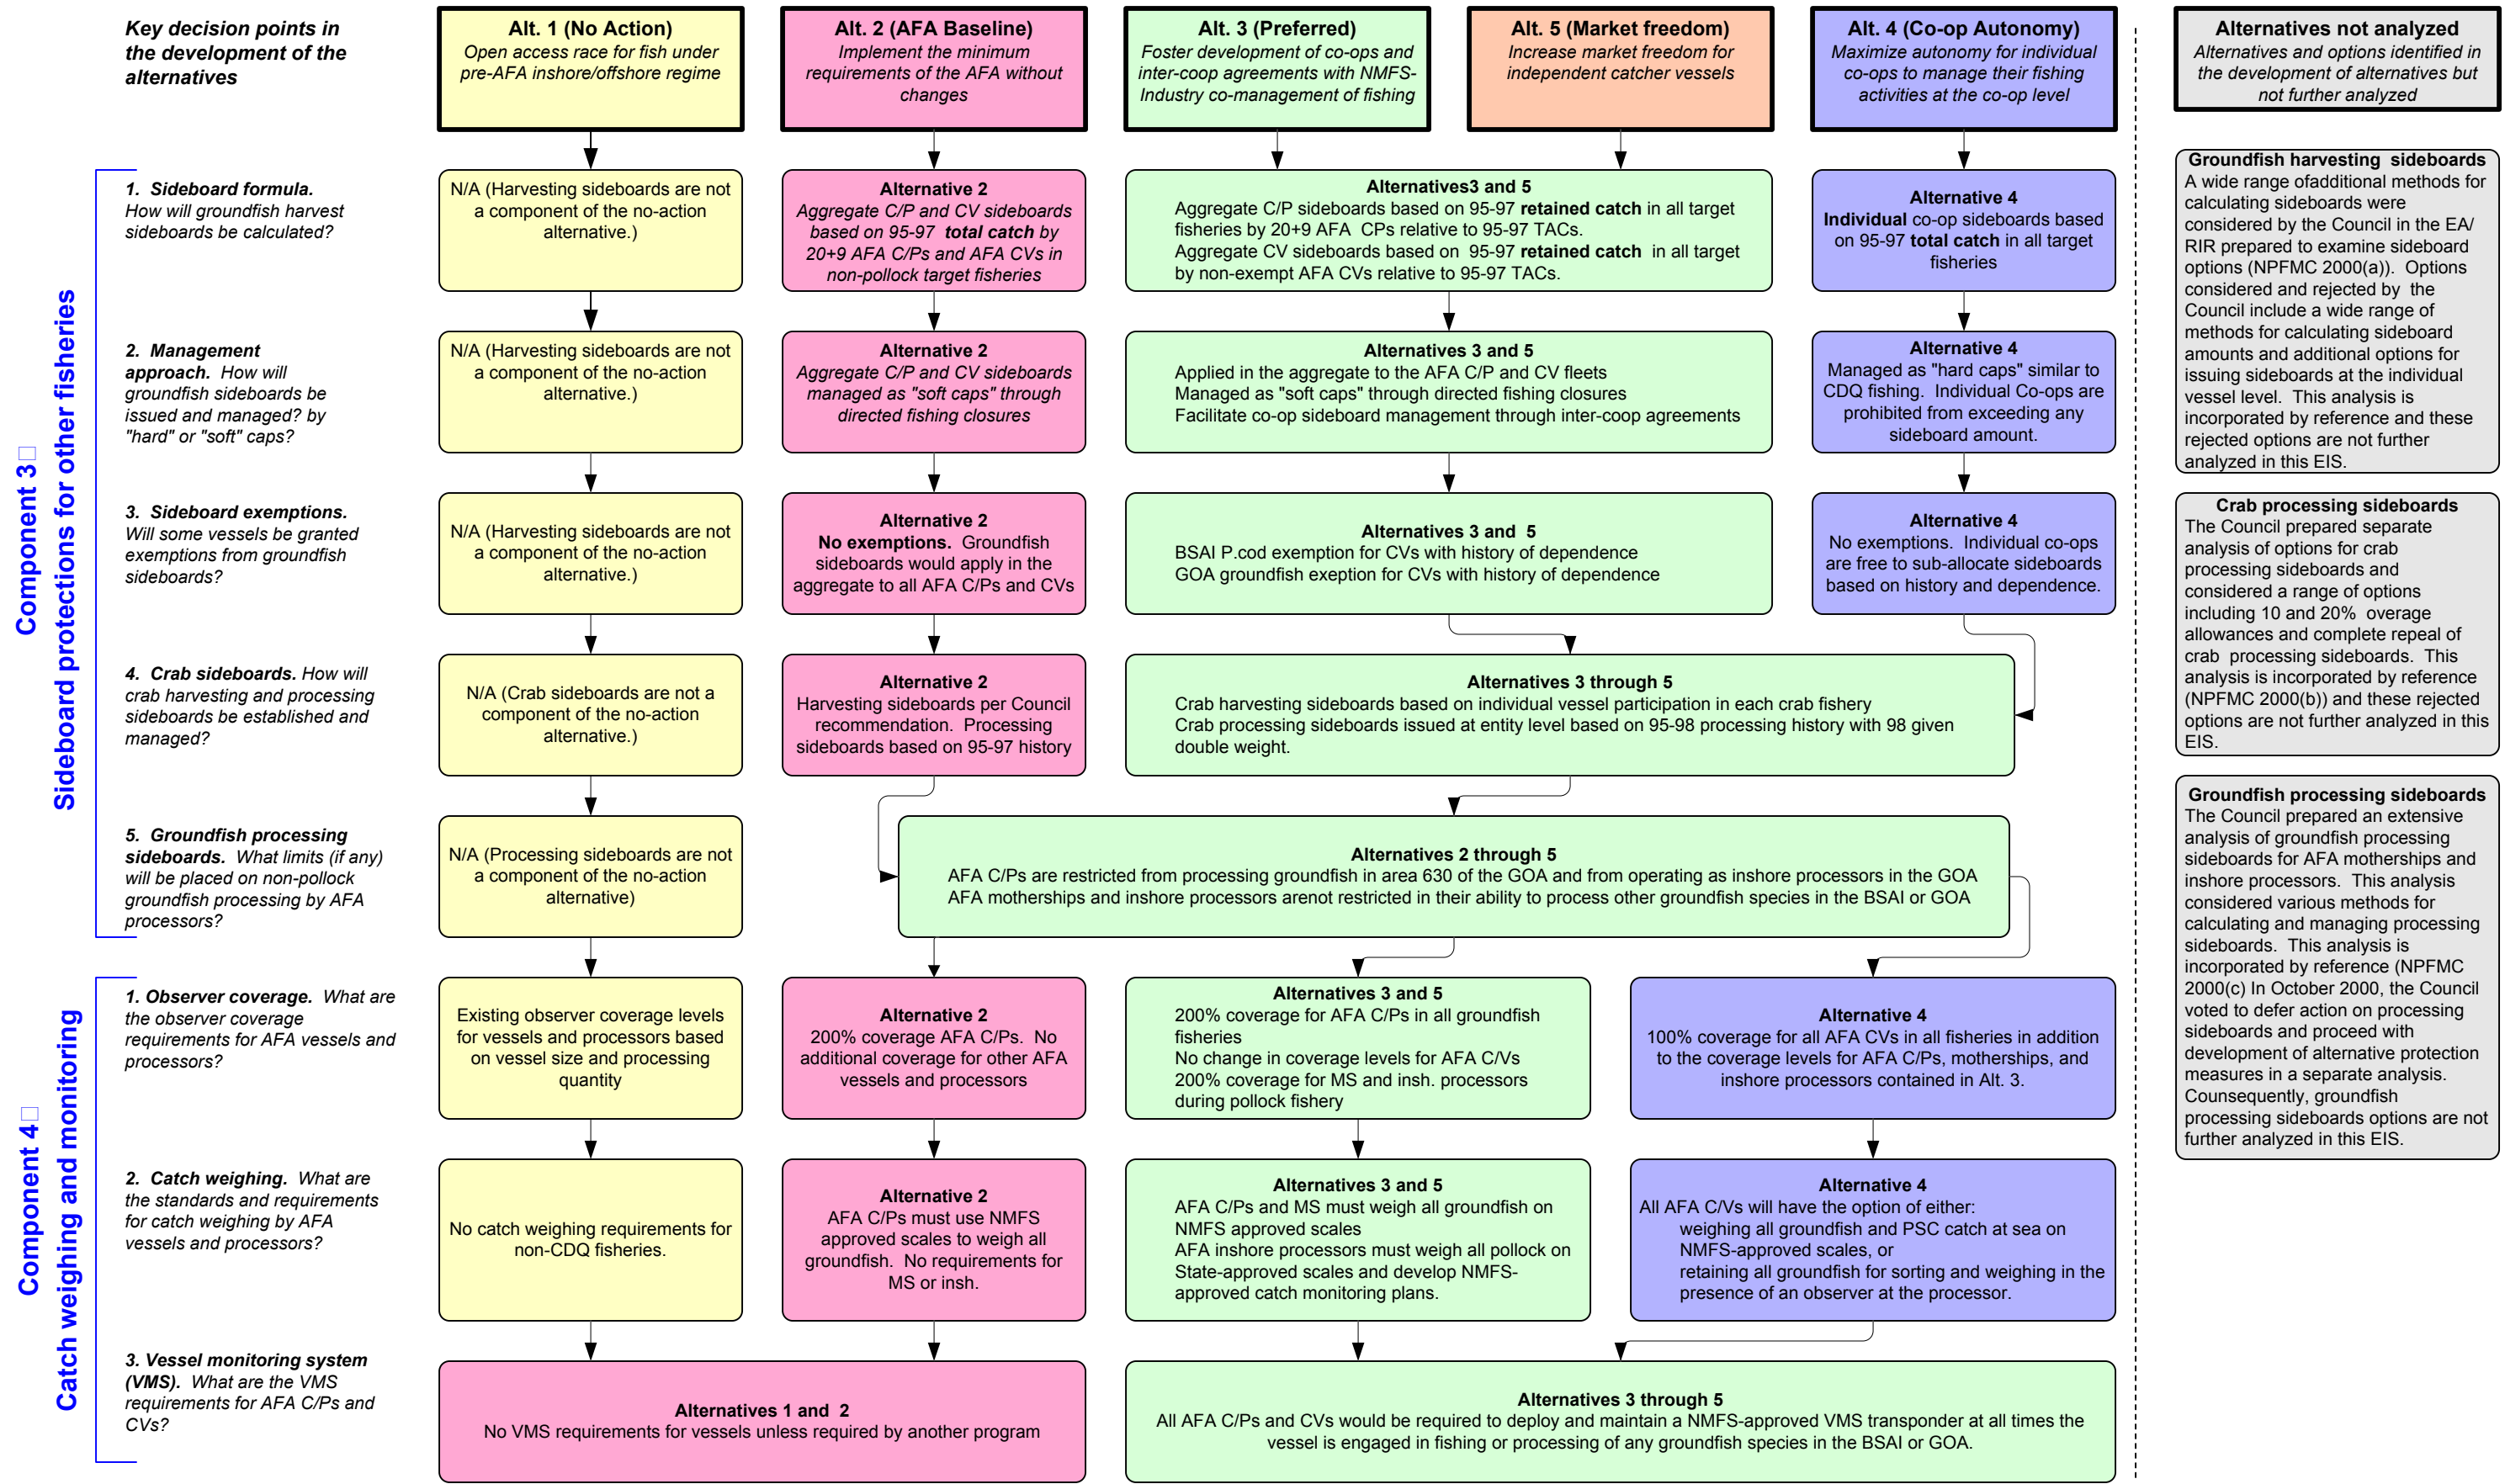 Key decision points in
the development of the
alternatives
Alt. 1 (No Action)
Open access race for fish under
pre-AFA inshore/offshore regime
Alt. 2 (AFA Baseline)
Implement the minimum
requirements of the AFA without
changes
Alt. 3 (Preferred)
Foster development of co-ops and
inter-coop agreements with NMFS-
Industry co-management of fishing
Alt. 5 (Market freedom)
Increase market freedom for
independent catcher vessels
Alt. 4 (Co-op Autonomy)
Maximize autonomy for individual
co-ops to manage their fishing
activities at the co-op level
Alternatives not analyzed
Alternatives and options identified in
the development of alternatives but
not further analyzed
Component 3
Sideboard protections for other fisheries
1. Sideboard formula.
How will groundfish harvest
sideboards be calculated?
N/A (Harvesting sideboards are not
a component of the no-action
alternative.)
Alternative 2
Aggregate C/P and CV sideboards
based on 95-97 total catch by
20+9 AFA C/Ps and AFA CVs in
non-pollock target fisheries
Alternatives3 and 5
Aggregate C/P sideboards based on 95-97 retained catch in all target
fisheries by 20+9 AFA CPs relative to 95-97 TACs.
Aggregate CV sideboards based on 95-97 retained catch in all target
by non-exempt AFA CVs relative to 95-97 TACs.
Alternative 4
Individual co-op sideboards based
on 95-97 total catch in all target
fisheries
2. Management
approach. How will
groundfish sideboards be
issued and managed? by
"hard" or "soft" caps?
N/A (Harvesting sideboards are not
a component of the no-action
alternative.)
Alternative 2
Aggregate C/P and CV sideboards
managed as "soft caps" through
directed fishing closures
Alternatives 3 and 5
Applied in the aggregate to the AFA C/P and CV fleets
Managed as "soft caps" through directed fishing closures
Facilitate co-op sideboard management through inter-coop agreements
Alternative 4
Managed as "hard caps" similar to
CDQ fishing. Individual Co-ops are
prohibited from exceeding any
sideboard amount.
3. Sideboard exemptions.
Will some vessels be granted
exemptions from groundfish
sideboards?
N/A (Harvesting sideboards are not
a component of the no-action
alternative.)
Alternative 2
No exemptions. Groundfish
sideboards would apply in the
aggregate to all AFA C/Ps and CVs
Alternatives 3 and 5
BSAI P.cod exemption for CVs with history of dependence
GOA groundfish exeption for CVs with history of dependence
Alternative 4
No exemptions. Individual co-ops
are free to sub-allocate sideboards
based on history and dependence.
4. Crab sideboards. How will
crab harvesting and processing
sideboards be established and
managed?
N/A (Crab sideboards are not a
component of the no-action
alternative.)
Alternative 2
Harvesting sideboards per Council
recommendation. Processing
sideboards based on 95-97 history
Alternatives 3 through 5
Crab harvesting sideboards based on individual vessel participation in each crab fishery
Crab processing sideboards issued at entity level based on 95-98 processing history with 98 given
double weight.
5. Groundfish processing
sideboards. What limits (if any)
will be placed on non-pollock
groundfish processing by AFA
processors?
N/A (Processing sideboards are not
a component of the no-action
alternative)
Alternatives 2 through 5
AFA C/Ps are restricted from processing groundfish in area 630 of the GOA and from operating as inshore processors in the GOA
AFA motherships and inshore processors arenot restricted in their ability to process other groundfish species in the BSAI or GOA
Component 4
Catch weighing and monitoring
1. Observer coverage. What are
the observer coverage
requirements for AFA vessels and
processors?
Existing observer coverage levels
for vessels and processors based
on vessel size and processing
quantity
Alternative 2
200% coverage AFA C/Ps. No
additional coverage for other AFA
vessels and processors
Alternatives 3 and 5
200% coverage for AFA C/Ps in all groundfish
fisheries
No change in coverage levels for AFA C/Vs
200% coverage for MS and insh. processors
during pollock fishery
Alternative 4
100% coverage for all AFA CVs in all fisheries in addition
to the coverage levels for AFA C/Ps, motherships, and
inshore processors contained in Alt. 3.
2. Catch weighing. What are
the standards and requirements
for catch weighing by AFA
vessels and processors?
No catch weighing requirements for
non-CDQ fisheries.
Alternative 2
AFA C/Ps must use NMFS
approved scales to weigh all
groundfish. No requirements for
MS or insh.
Alternatives 3 and 5
AFA C/Ps and MS must weigh all groundfish on
NMFS approved scales
AFA inshore processors must weigh all pollock on
State-approved scales and develop NMFS-
approved catch monitoring plans.
Alternative 4
All AFA C/Vs will have the option of either:
weighing all groundfish and PSC catch at sea on
NMFS-approved scales, or
retaining all groundfish for sorting and weighing in the
presence of an observer at the processor.
3. Vessel monitoring system
(VMS). What are the VMS
requirements for AFA C/Ps and
CVs?
Alternatives 1 and 2
No VMS requirements for vessels unless required by another program
Alternatives 3 through 5
All AFA C/Ps and CVs would be required to deploy and maintain a NMFS-approved VMS transponder at all times the
vessel is engaged in fishing or processing of any groundfish species in the BSAI or GOA.
Groundfish harvesting sideboards
A wide range ofadditional methods for
calculating sideboards were
considered by the Council in the EA/
RIR prepared to examine sideboard
options (NPFMC 2000(a)). Options
considered and rejected by the
Council include a wide range of
methods for calculating sideboard
amounts and additional options for
issuing sideboards at the individual
vessel level. This analysis is
incorporated by reference and these
rejected options are not further
analyzed in this EIS.
Crab processing sideboards
The Council prepared separate
analysis of options for crab
processing sideboards and
considered a range of options
including 10 and 20% overage
allowances and complete repeal of
crab processing sideboards. This
analysis is incorporated by reference
(NPFMC 2000(b)) and these rejected
options are not further analyzed in this
EIS.
Groundfish processing sideboards
The Council prepared an extensive
analysis of groundfish processing
sideboards for AFA motherships and
inshore processors. This analysis
considered various methods for
calculating and managing processing
sideboards. This analysis is
incorporated by reference (NPFMC
2000(c) In October 2000, the Council
voted to defer action on processing
sideboards and proceed with
development of alternative protection
measures in a separate analysis.
Counsequently, groundfish
processing sideboards options are not
further analyzed in this EIS.